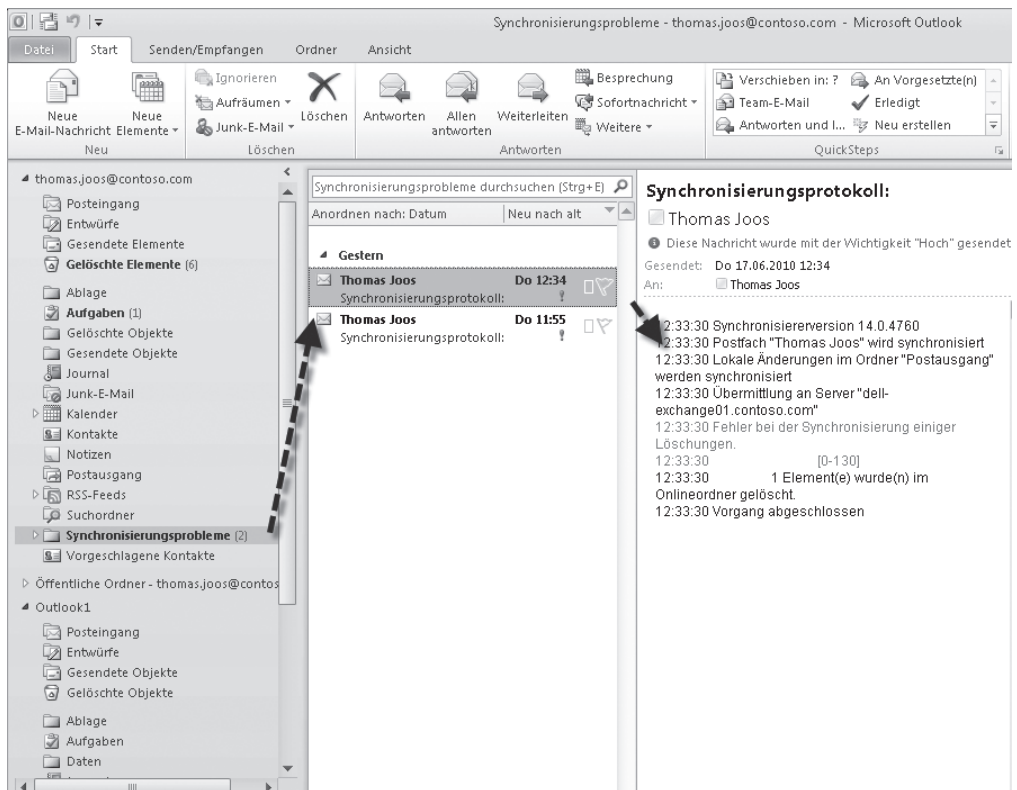 Synchronisierungsprobleme - thomas.joos@contoso.com - Microsoft Outlook
Datei Start Senden/Empfangen Ordner Ansicht
Neue E-Mail-Nachricht
Neue Elemente
Neu
Ignorieren
Aufräumen
Junk-E-Mail
Löschen
Löschen
Antworten
Allen antworten
Weiterleiten
Besprechung
Sofortnachricht
Weitere
Antworten
Verschieben in: ?
Team-E-Mail
Antworten und l...
An Vorgesetzte(n)
Erledigt
Neu erstellen
QuickSteps
thomas.joos@contoso.com
Posteingang
Entwürfe
Gesendete Elemente
Gelöschte Elemente (6)
Ablage
Aufgaben (1)
Gelöschte Objekte
Gesendete Objekte
Journal
Junk-E-Mail
Kalender
Kontakte
Notizen
Postausgang
RSS-Feeds
Suchordner
Synchronisierungsprobleme (2)
Vorgeschlagene Kontakte
Öffentliche Ordner - thomas.joos@contos
Outlook1
Posteingang
Entwürfe
Gesendete Objekte
Gelöschte Objekte
Ablage
Aufgaben
Daten
Synchronisierungsprobleme durchsuchen (Strg+E)
Anordnen nach: Datum Neu nach alt
Gestern
Thomas Joos Do 12:34
Synchronisierungsprotokoll:
Thomas Joos Do 11:55
Synchronisierungsprotokoll:
Synchronisierungsprotokoll:
Thomas Joos
Diese Nachricht wurde mit der Wichtigkeit "Hoch" gesendet
Gesendet: Do 17.06.2010 12:34
An: Thomas Joos
12:33:30 Synchronisiererversion 14.0.4760
12:33:30 Postfach "Thomas Joos" wird synchronisiert
12:33:30 Lokale Änderungen im Ordner "Postausgang"
werden synchronisiert
12:33:30 Übermittlung an Server "dell-
exchange01.contoso.com"
12:33:30 Fehler bei der Synchronisierung einiger
Löschungen.
12:33:30 [0-130]
12:33:30 1 Element(e) wurde(n) im
Onlineordner gelöscht.
12:33:30 Vorgang abgeschlossen